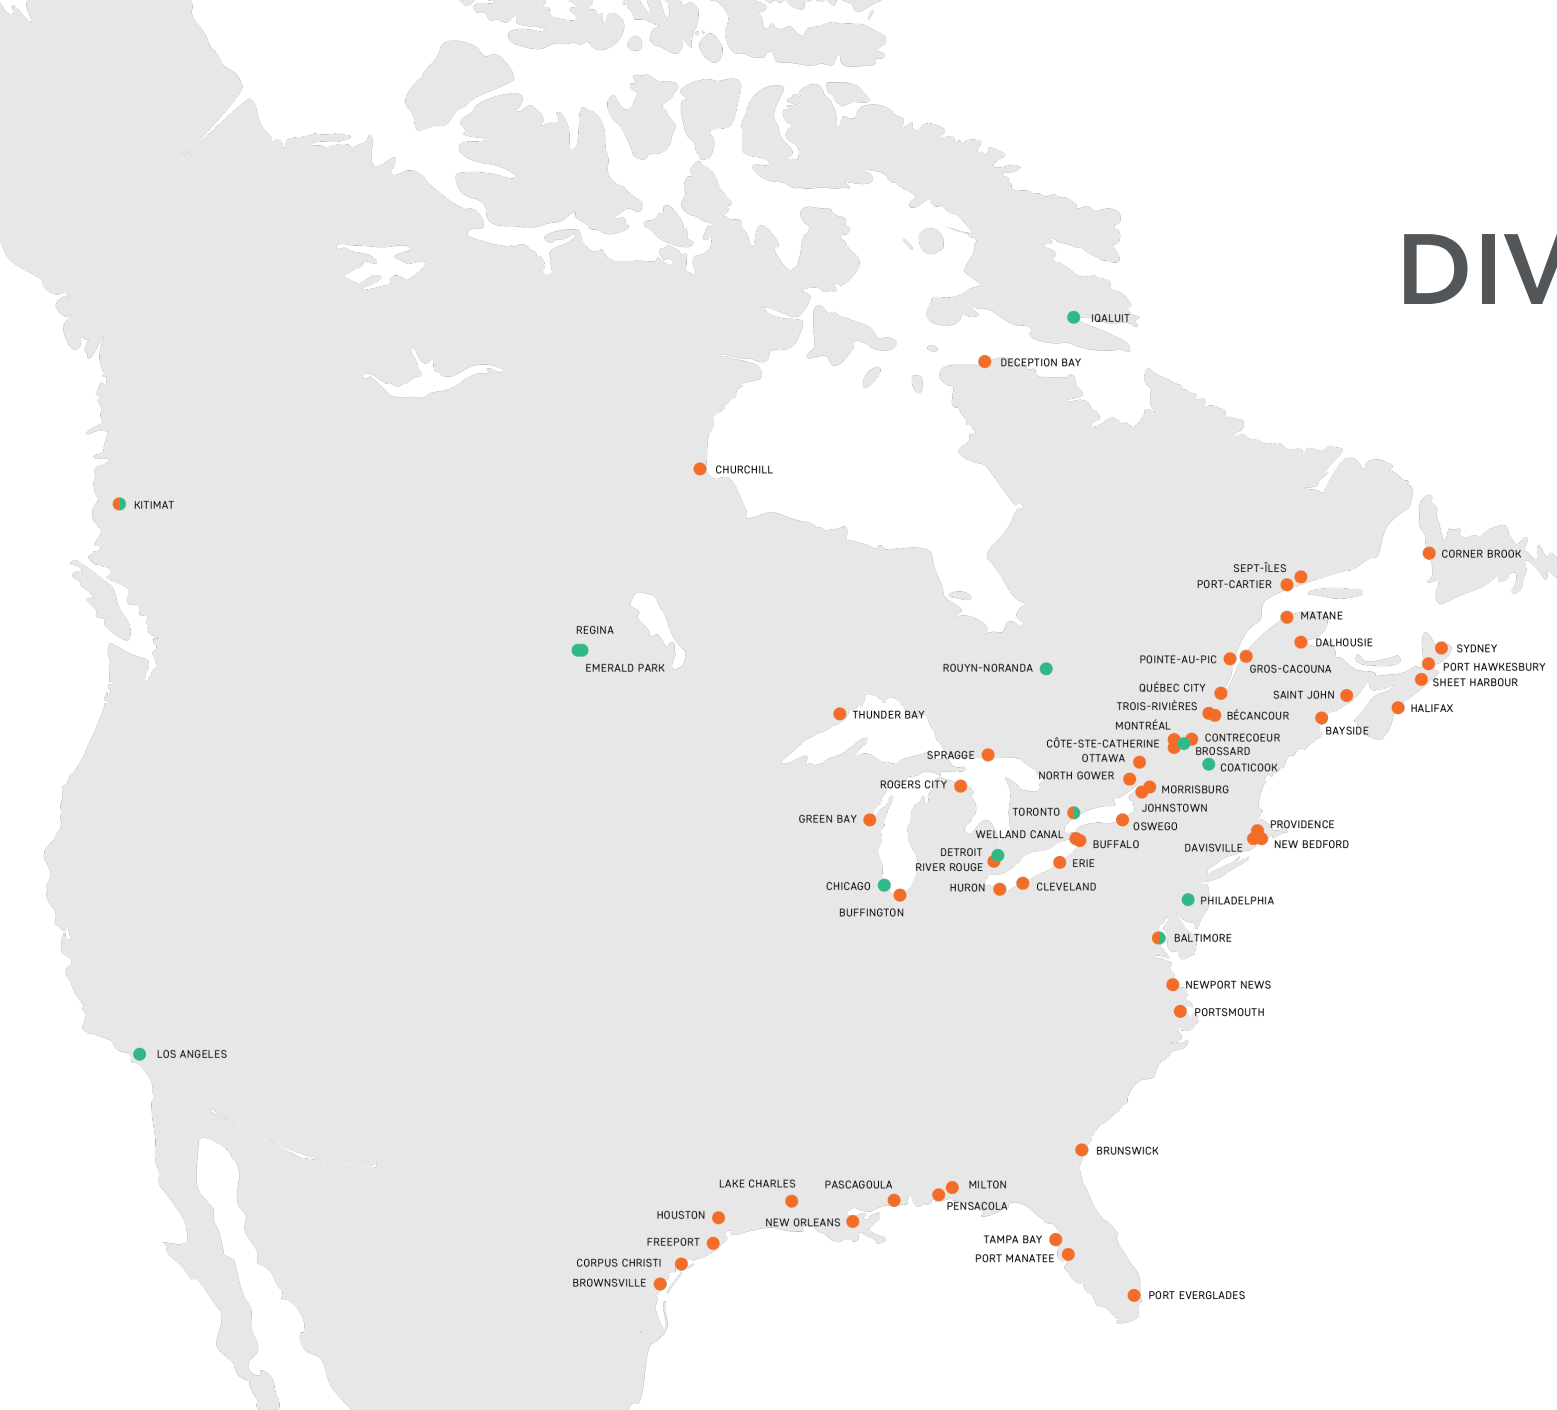 DIV
IQALUIT
DECEPTION BAY
CHURCHILL
KITIMAT
CORNER BROOK
SEPT-ÎLES
PORT-CARTIER
MATANE
REGINA
DALHOUSIE
SYDNEY
POINTE-AU-PIC
PORT HAWKESBURY
EMERALD PARK
ROUYN-NORANDA
GROS-CACOUNA
SHEET HARBOUR
QUÉBEC CITY
SAINT JOHN
TROIS-RIVIÈRES
HALIFAX
THUNDER BAY
BÉCANCOUR
MONTRÉAL
BAYSIDE
CONTRECOEUR
CÔTE-STE-CATHERINE
BROSSARD
SPRAGGE
OTTAWA
COATICOOK
NORTH GOWER
ROGERS CITY
MORRISBURG
JOHNSTOWN
TORONTO
GREEN BAY
PROVIDENCE
OSWEGO
WELLAND CANAL
BUFFALO
NEW BEDFORD
DAVISVILLE
DETROIT
ERIE
RIVER ROUGE
CHICAGO
HURON
CLEVELAND
PHILADELPHIA
BUFFINGTON
BALTIMORE
NEWPORT NEWS
PORTSMOUTH
LOS ANGELES
BRUNSWICK
LAKE CHARLES
PASCAGOULA
MILTON
PENSACOLA
HOUSTON
NEW ORLEANS
TAMPA BAY
FREEPORT
PORT MANATEE
CORPUS CHRISTI
BROWNSVILLE
PORT EVERGLADES